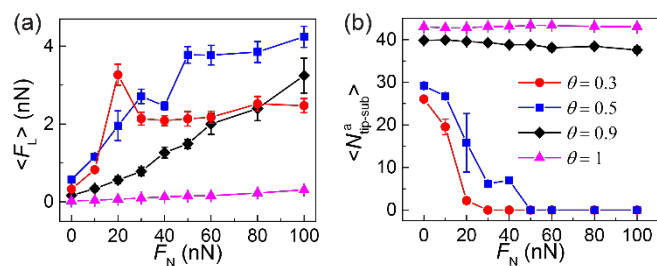 (a)
<F_L> (nN)
4
2
0
0 20 40 60 80 100
F_N (nN)
(b)
<N^a_tip-sub>
40
30
20
10
0
θ = 0.3
θ = 0.5
θ = 0.9
θ = 1
0 20 40 60 80 100
F_N (nN)